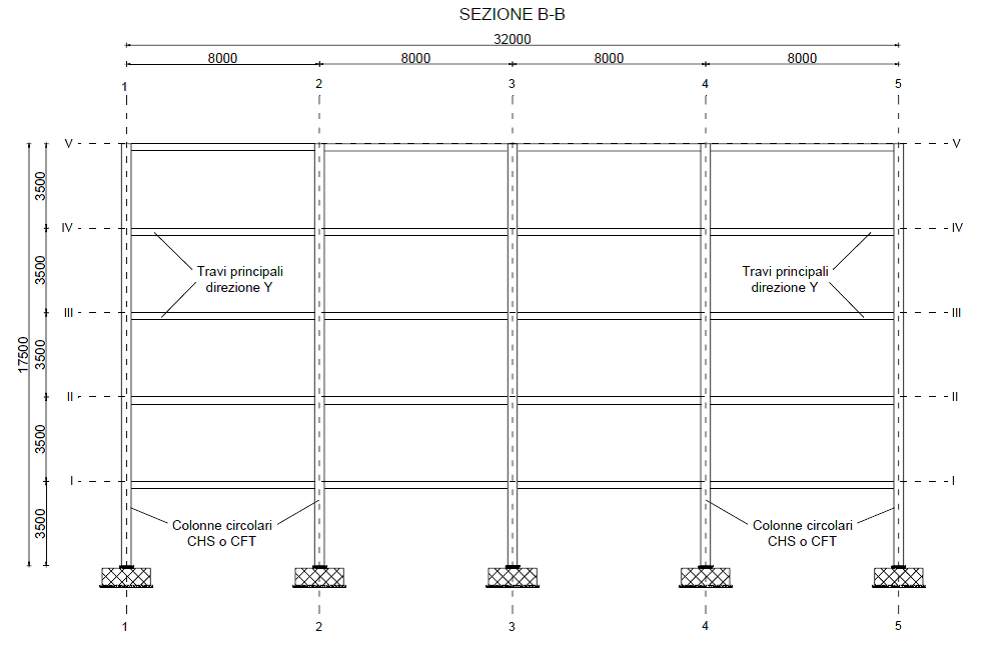 SEZIONE B-B
32000
8000 8000 8000 8000
1 2 3 4 5
V V
3500
IV IV
Travi principali
direzione Y
Travi principali
direzione Y
3500
III III
17500
3500
II II
3500
I I
Colonne circolari
CHS o CFT
Colonne circolari
CHS o CFT
3500
1 2 3 4 5